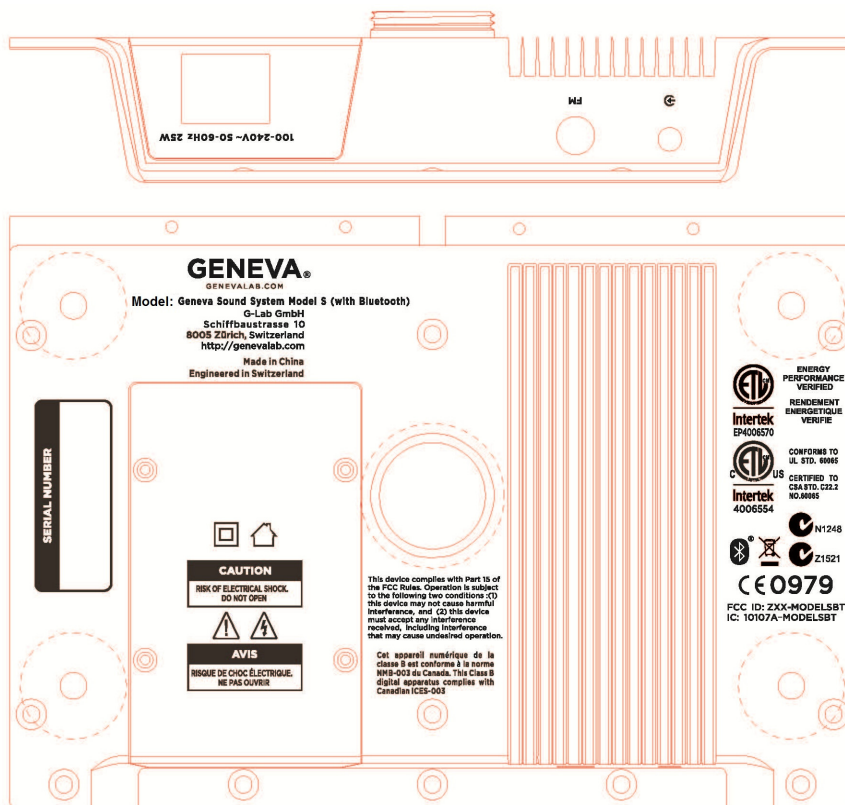 100-240V~ 50-60Hz 25W
FM
GENEVA®
GENEVALAB.COM
Model: Geneva Sound System Model S (with Bluetooth)
G-Lab GmbH
Schiffbaustrasse 10
8005 Zürich, Switzerland
http://genevalab.com
Made in China
Engineered in Switzerland
SERIAL NUMBER
CAUTION
RISK OF ELECTRICAL SHOCK.
DO NOT OPEN
AVIS
RISQUE DE CHOC ÉLECTRIQUE.
NE PAS OUVRIR
This device complies with Part 15 of
the FCC Rules. Operation is subject
to the following two conditions :(1)
this device may not cause harmful
interference, and (2) this device
must accept any interference
received, including interference
that may cause undesired operation.
Cet appareil numérique de la
classe B est conforme à la norme
NMB-003 du Canada. This Class B
digital apparatus complies with
Canadian ICES-003
ETL CM
Intertek
EP4006570
ENERGY
PERFORMANCE
VERIFIED
RENDEMENT
ENERGETIQUE
VERIFIE
C ETL CM US
Intertek
4006554
CONFORMS TO
UL STD. 60065
CERTIFIED TO
CSA STD. C22.2
NO.60065
N1248
®
Z1521
CE0979
FCC ID: ZXX-MODELSBT
IC: 10107A-MODELSBT